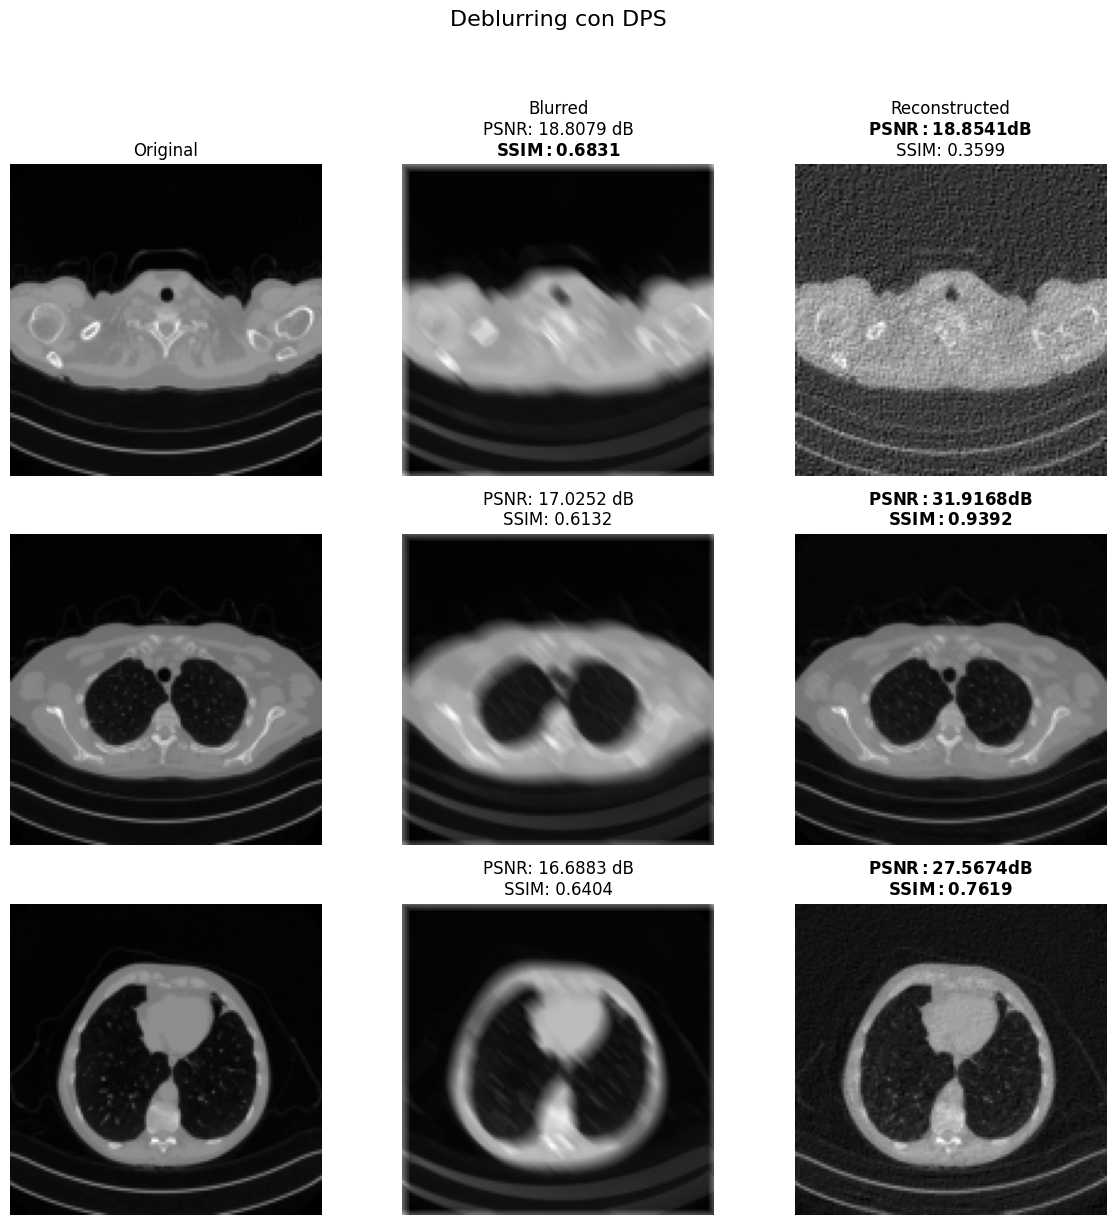 Deblurring con DPS
Original
Blurred
PSNR: 18.8079 dB
SSIM: 0.6831
Reconstructed
PSNR: 18.8541dB
SSIM: 0.3599
PSNR: 17.0252 dB
SSIM: 0.6132
PSNR: 31.9168dB
SSIM: 0.9392
PSNR: 16.6883 dB
SSIM: 0.6404
PSNR: 27.5674dB
SSIM: 0.7619